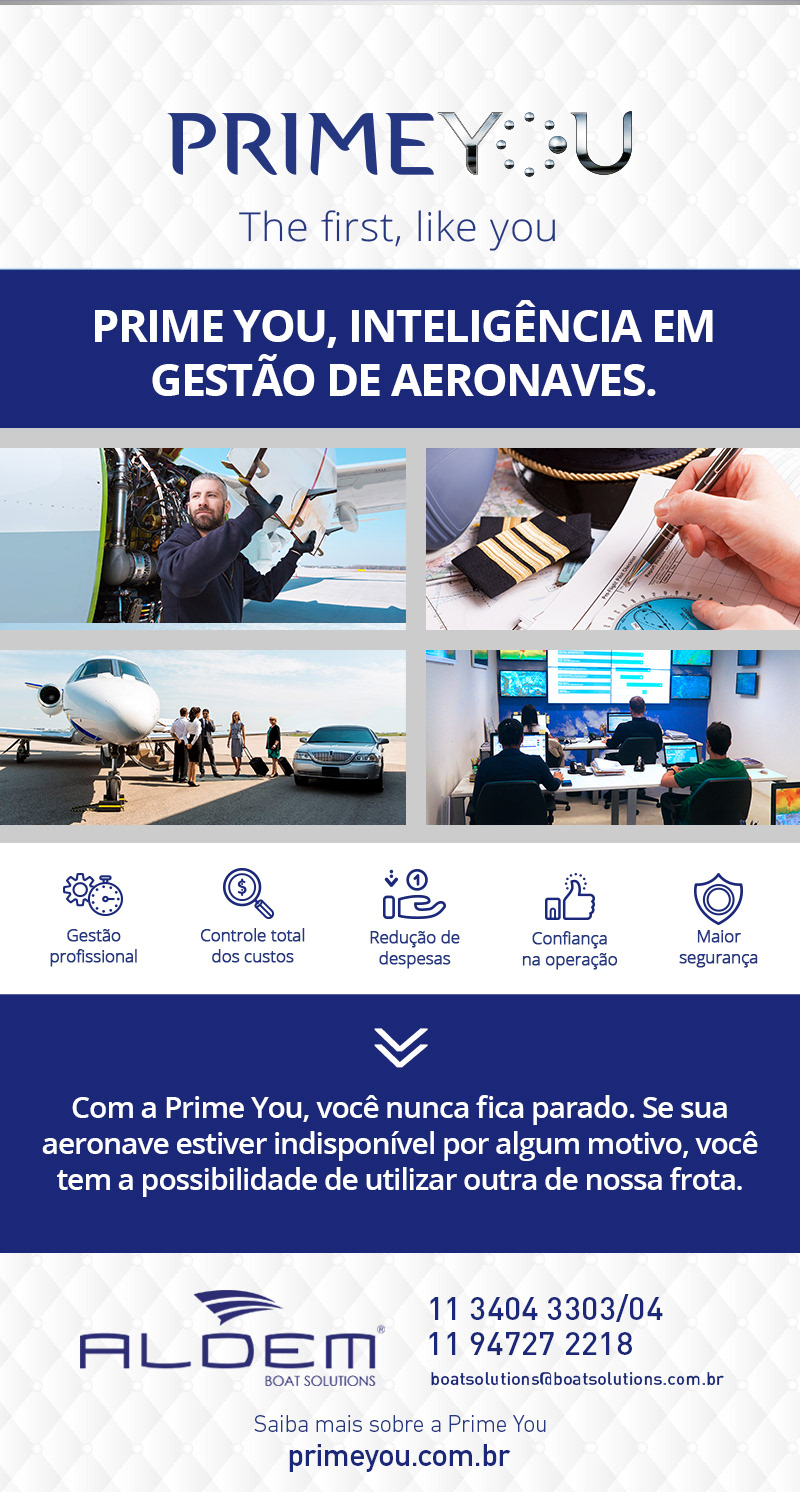 PRIMEYOU
The first, like you
PRIME YOU, INTELIGÊNCIA EM
GESTÃO DE AERONAVES.
Gestão
profissional
Controle total
dos custos
Redução de
despesas
Confiança
na operação
Maior
segurança
Com a Prime You, você nunca fica parado. Se sua
aeronave estiver indisponível por algum motivo, você
tem a possibilidade de utilizar outra de nossa frota.
ALDEM®
BOAT SOLUTIONS
11 3404 3303/04
11 94727 2218
boatsolutions@boatsolutions.com.br
Saiba mais sobre a Prime You
primeyou.com.br